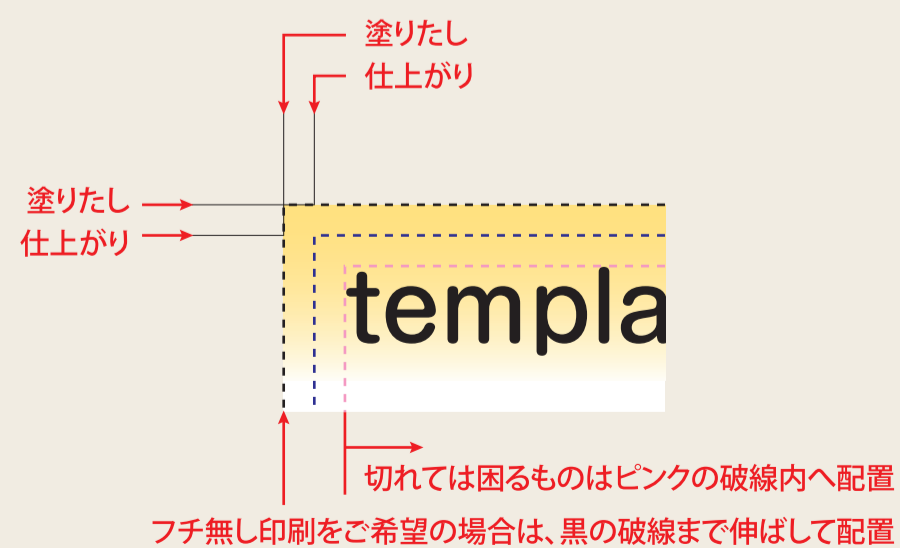 塗りたし
仕上がり
塗りたし
仕上がり
templa
切れては困るものはピンクの破線内へ配置
フチ無し印刷をご希望の場合は、黒の破線まで伸ばして配置